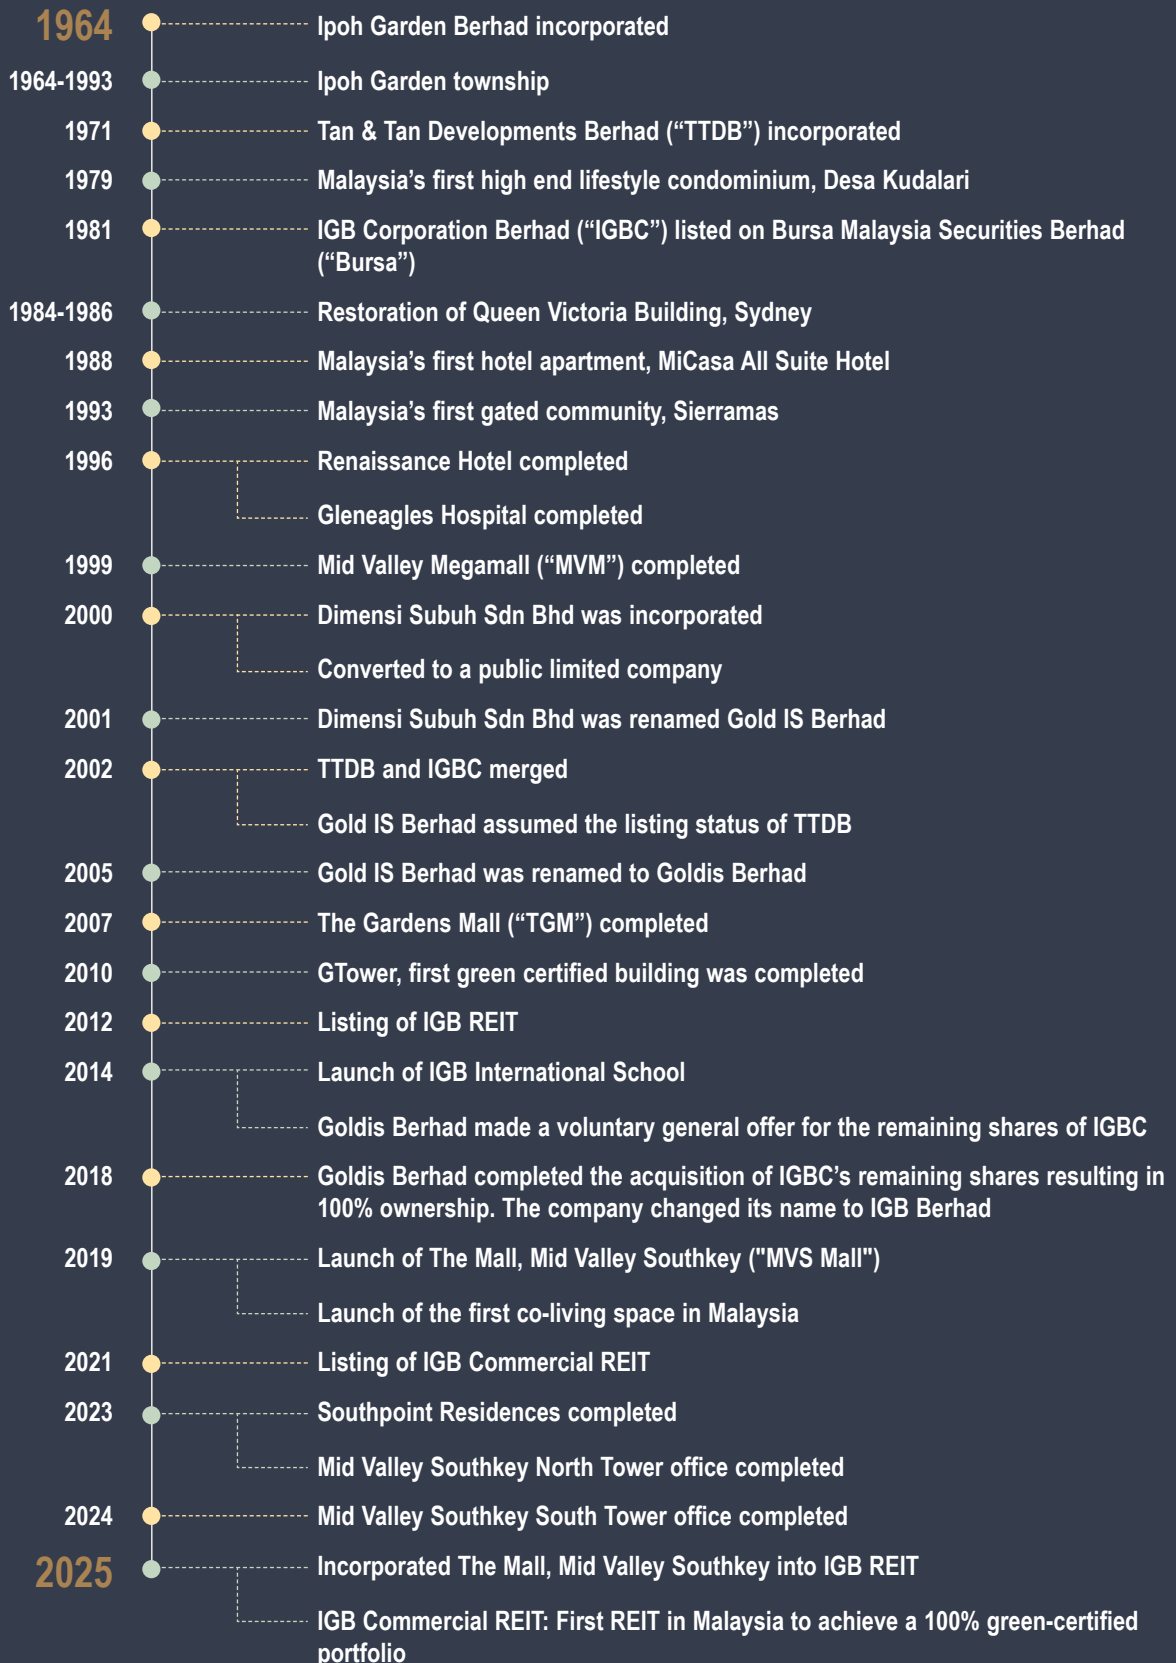 1964 Ipoh Garden Berhad incorporated
1964-1993 Ipoh Garden township
1971 Tan & Tan Developments Berhad (“TTDB”) incorporated
1979 Malaysia’s first high end lifestyle condominium, Desa Kudalari
1981 IGB Corporation Berhad (“IGBC”) listed on Bursa Malaysia Securities Berhad
(“Bursa”)
1984-1986 Restoration of Queen Victoria Building, Sydney
1988 Malaysia’s first hotel apartment, MiCasa All Suite Hotel
1993 Malaysia’s first gated community, Sierramas
1996 Renaissance Hotel completed
Gleneagles Hospital completed
1999 Mid Valley Megamall (“MVM”) completed
2000 Dimensi Subuh Sdn Bhd was incorporated
Converted to a public limited company
2001 Dimensi Subuh Sdn Bhd was renamed Gold IS Berhad
2002 TTDB and IGBC merged
Gold IS Berhad assumed the listing status of TTDB
2005 Gold IS Berhad was renamed to Goldis Berhad
2007 The Gardens Mall (“TGM”) completed
2010 GTower, first green certified building was completed
2012 Listing of IGB REIT
2014 Launch of IGB International School
Goldis Berhad made a voluntary general offer for the remaining shares of IGBC
2018 Goldis Berhad completed the acquisition of IGBC’s remaining shares resulting in
100% ownership. The company changed its name to IGB Berhad
2019 Launch of The Mall, Mid Valley Southkey ("MVS Mall")
Launch of the first co-living space in Malaysia
2021 Listing of IGB Commercial REIT
2023 Southpoint Residences completed
Mid Valley Southkey North Tower office completed
2024 Mid Valley Southkey South Tower office completed
2025 Incorporated The Mall, Mid Valley Southkey into IGB REIT
IGB Commercial REIT: First REIT in Malaysia to achieve a 100% green-certified
portfolio